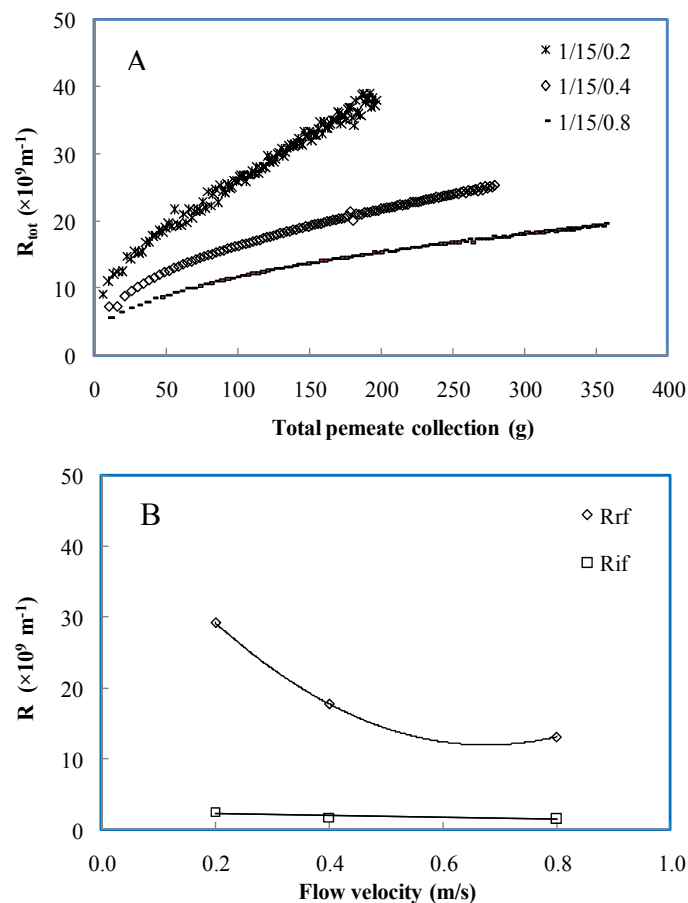 A
1/15/0.2
1/15/0.4
1/15/0.8
50
40
30
20
10
0
R_tot (×10⁹m⁻¹)
0 50 100 150 200 250 300 350 400
Total pemeate collection (g)
B
Rrf
Rif
50
40
30
20
10
0
R (×10⁹ m⁻¹)
0.0 0.2 0.4 0.6 0.8 1.0
Flow velocity (m/s)